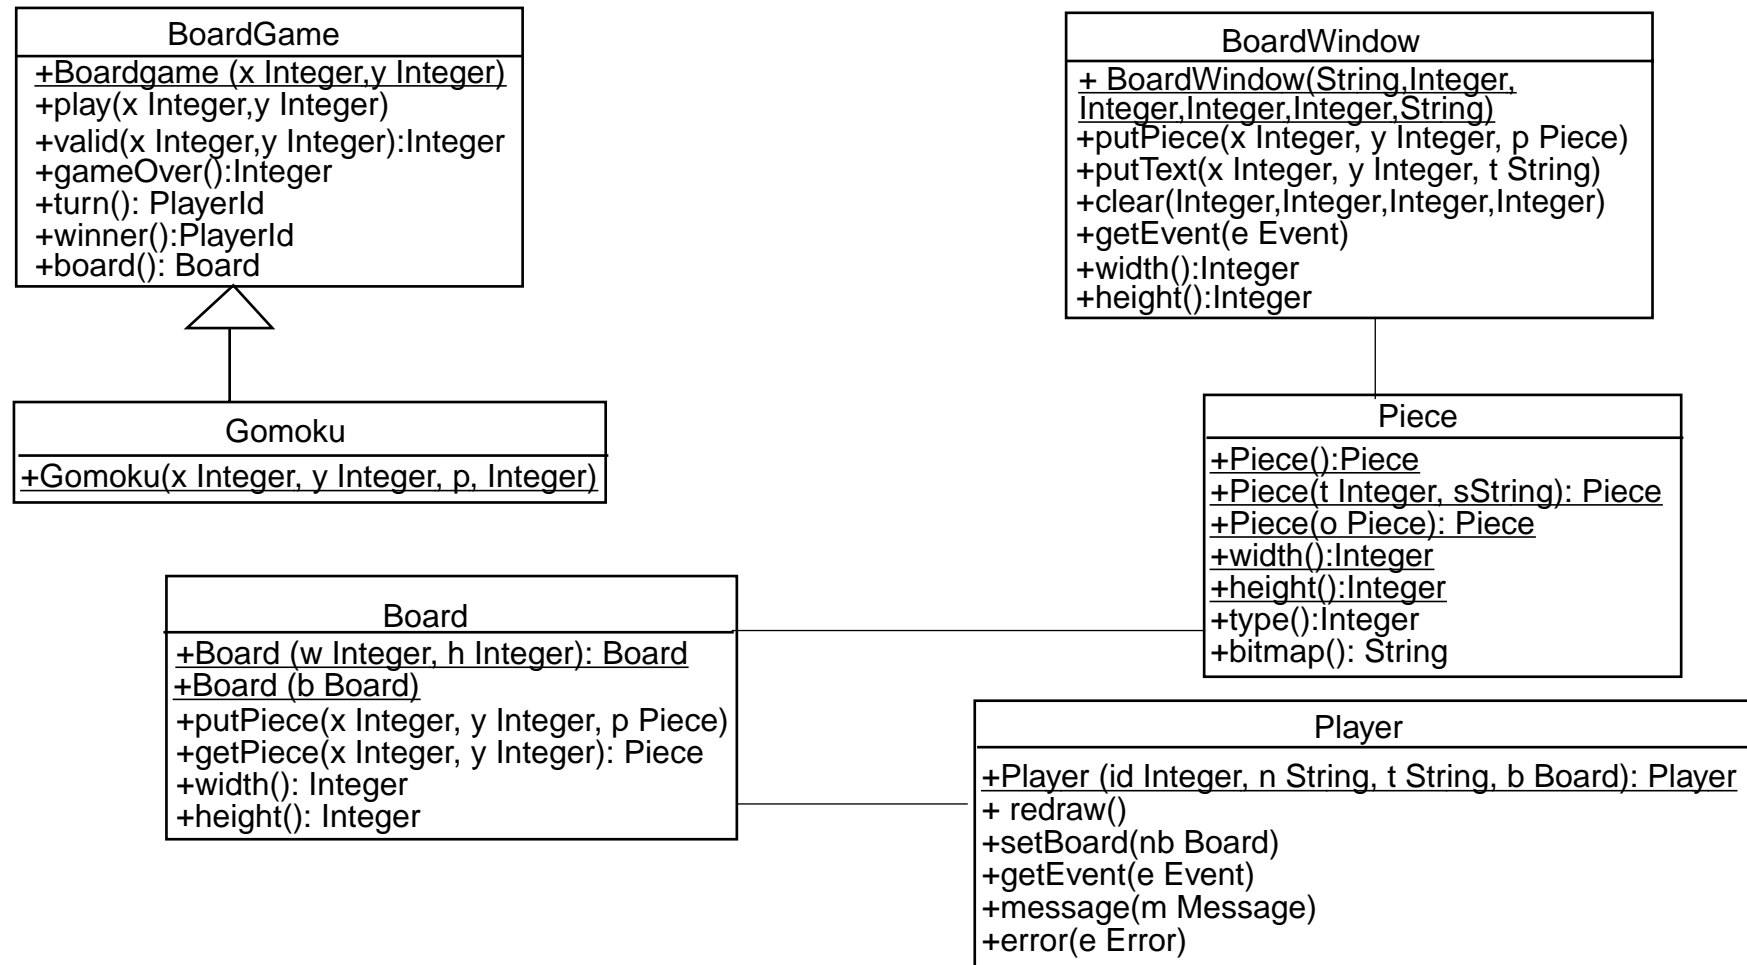 BoardGame
+Boardgame (x Integer,y Integer)
+play(x Integer,y Integer)
+valid(x Integer,y Integer):Integer
+gameOver():Integer
+turn(): PlayerId
+winner():PlayerId
+board(): Board
BoardWindow
+ BoardWindow(String,Integer,
Integer,Integer,Integer,String)
+putPiece(x Integer, y Integer, p Piece)
+putText(x Integer, y Integer, t String)
+clear(Integer,Integer,Integer,Integer)
+getEvent(e Event)
+width():Integer
+height():Integer
Gomoku
+Gomoku(x Integer, y Integer, p, Integer)
Piece
+Piece():Piece
+Piece(t Integer, sString): Piece
+Piece(o Piece): Piece
+width():Integer
+height():Integer
+type():Integer
+bitmap(): String
Board
+Board (w Integer, h Integer): Board
+Board (b Board)
+putPiece(x Integer, y Integer, p Piece)
+getPiece(x Integer, y Integer): Piece
+width(): Integer
+height(): Integer
Player
+Player (id Integer, n String, t String, b Board): Player
+ redraw()
+setBoard(nb Board)
+getEvent(e Event)
+message(m Message)
+error(e Error)